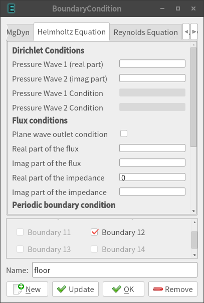 BoundaryCondition
MgDyn
Helmholtz Equation
Reynolds Equation
Dirichlet Conditions
Pressure Wave 1 (real part)
Pressure Wave 2 (imag part)
Pressure Wave 1 Condition
Pressure Wave 2 Condition
Flux conditions
Plane wave outlet condition
Real part of the flux
Imag part of the flux
Real part of the impedance 0
Imag part of the impedance
Periodic boundary condition
Boundary 11 Boundary 12
Boundary 13 Boundary 14
Name: floor
New Update OK Remove